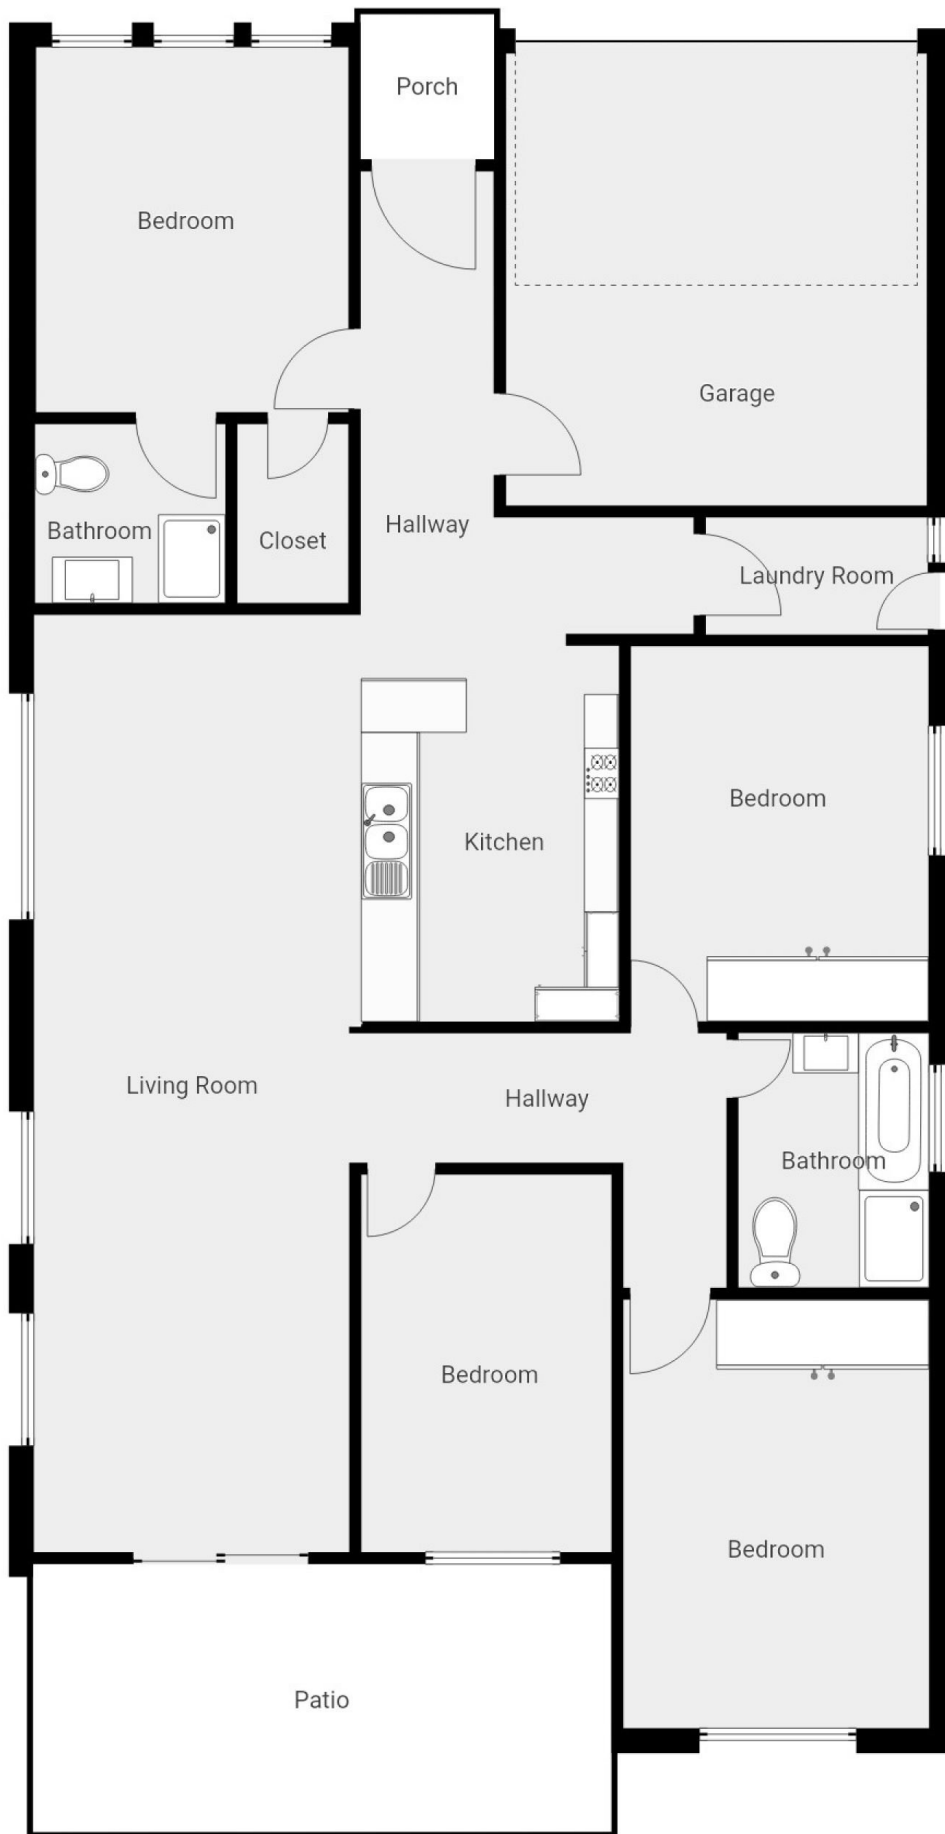 Porch
Bedroom
Garage
Hallway
Bathroom
Closet
Laundry Room
Bedroom
Kitchen
Living Room
Hallway
Bathroom
Bedroom
Bedroom
Patio